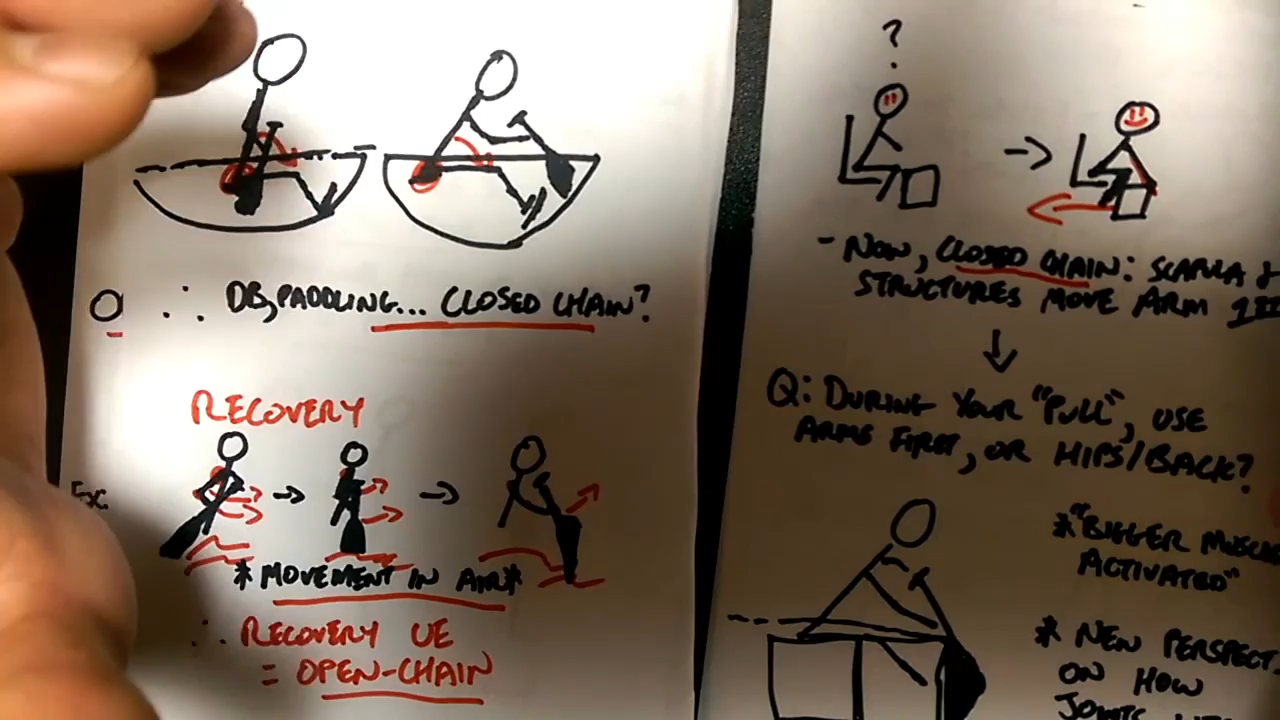 ∴ DB, PADDLING... CLOSED CHAIN?
RECOVERY
*MOVEMENT IN AIR*
∴ RECOVERY UE
= OPEN-CHAIN
?
- NOW, CLOSED CHAIN: SCAPULA &
STRUCTURES MOVE ARM
Q: DURING YOUR "PULL", USE
ARMS FIRST, OR HIPS/BACK?
*"BIGGER MUSCLE
ACTIVATED"
* NEW PERSPECT
ON HOW
JOINTS